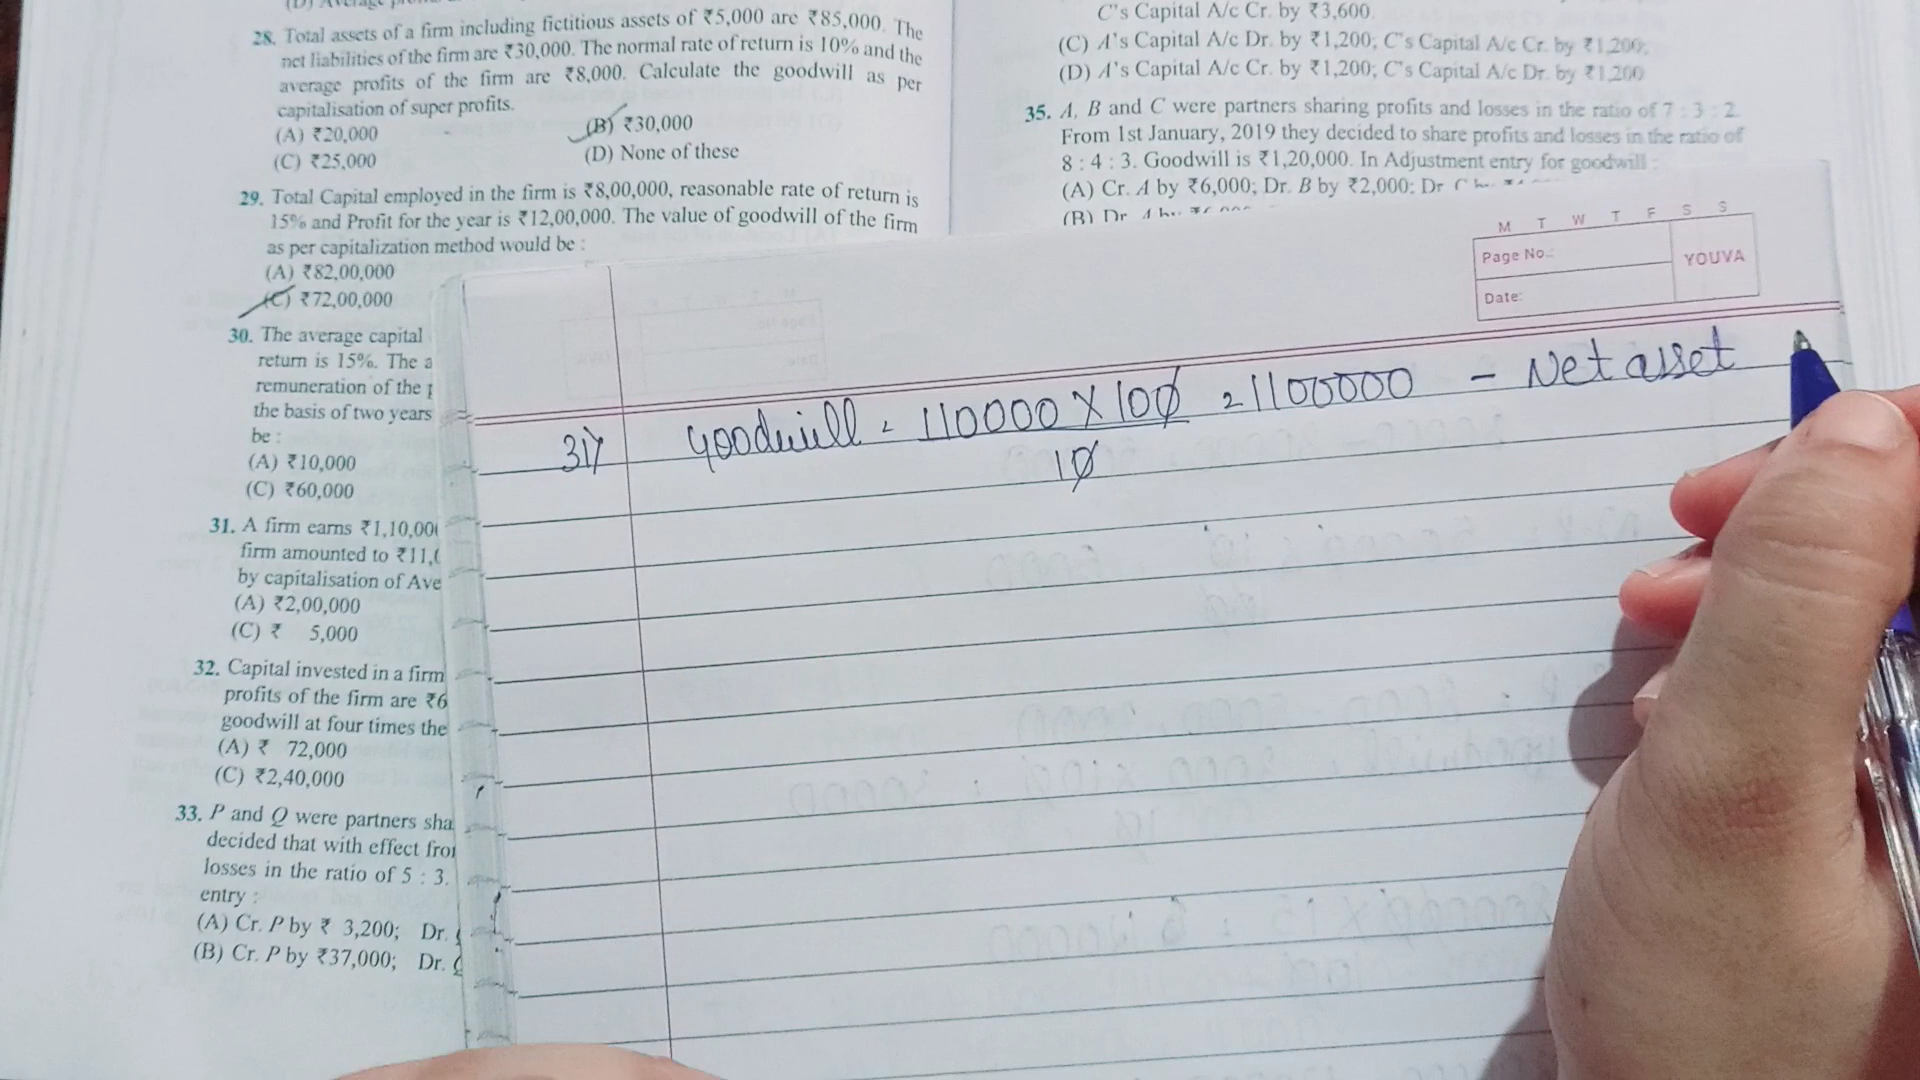 28. Total assets of a firm including fictitious assets of ₹5,000 are ₹85,000. The
net liabilities of the firm are ₹30,000. The normal rate of return is 10% and the
average profits of the firm are ₹8,000. Calculate the goodwill as per
capitalisation of super profits.
(A) ₹20,000
(B) ₹30,000
(C) ₹25,000
(D) None of these
29. Total Capital employed in the firm is ₹8,00,000, reasonable rate of return is
15% and Profit for the year is ₹12,00,000. The value of goodwill of the firm
as per capitalization method would be :
(A) ₹82,00,000
(C) ₹72,00,000
30. The average capital
return is 15%. The a
remuneration of the
the basis of two years
be :
(A) ₹10,000
(C) ₹60,000
31. A firm earns ₹1,10,00
firm amounted to ₹11,
by capitalisation of Ave
(A) ₹2,00,000
(C) ₹ 5,000
32. Capital invested in a firm
profits of the firm are ₹6
goodwill at four times the
(A) ₹ 72,000
(C) ₹2,40,000
33. P and Q were partners sha
decided that with effect from
losses in the ratio of 5 : 3.
entry :
(A) Cr. P by ₹ 3,200; Dr.
(B) Cr. P by ₹37,000; Dr.
C's Capital A/c Cr. by ₹3,600.
(C) A's Capital A/c Dr. by ₹1,200; C's Capital A/c Cr. by ₹1,200;
(D) A's Capital A/c Cr. by ₹1,200; C's Capital A/c Dr. by ₹1,200
35. A, B and C were partners sharing profits and losses in the ratio of 7 : 3 : 2.
From 1st January, 2019 they decided to share profits and losses in the ratio of
8 : 4 : 3. Goodwill is ₹1,20,000. In Adjustment entry for goodwill :
(A) Cr. A by ₹6,000; Dr. B by ₹2,000; Dr
(B) Dr
M T W T F S S
Page No.:
YOUVA
Date:
31) Goodwill = 110000 X 100 = 1100000 - Net asset
10